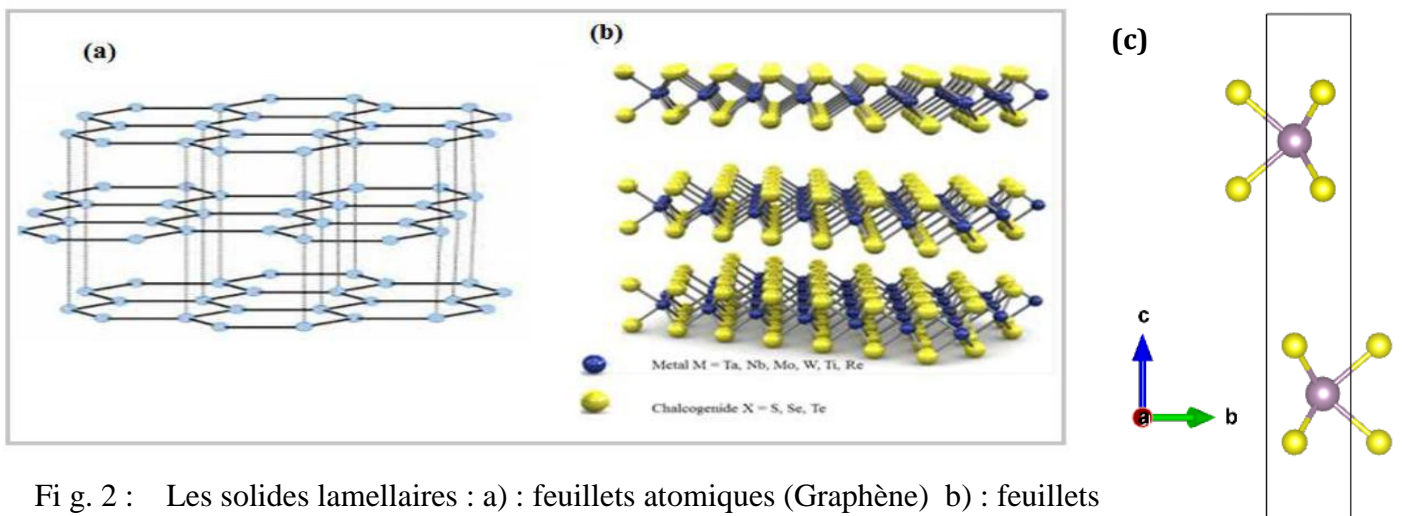 (a)
(b)
(c)
Metal M = Ta, Nb, Mo, W, Ti, Re
Chalcogenide X = S, Se, Te
c
a
b
Fi g. 2 : Les solides lamellaires : a) : feuillets atomiques (Graphène) b) : feuillets